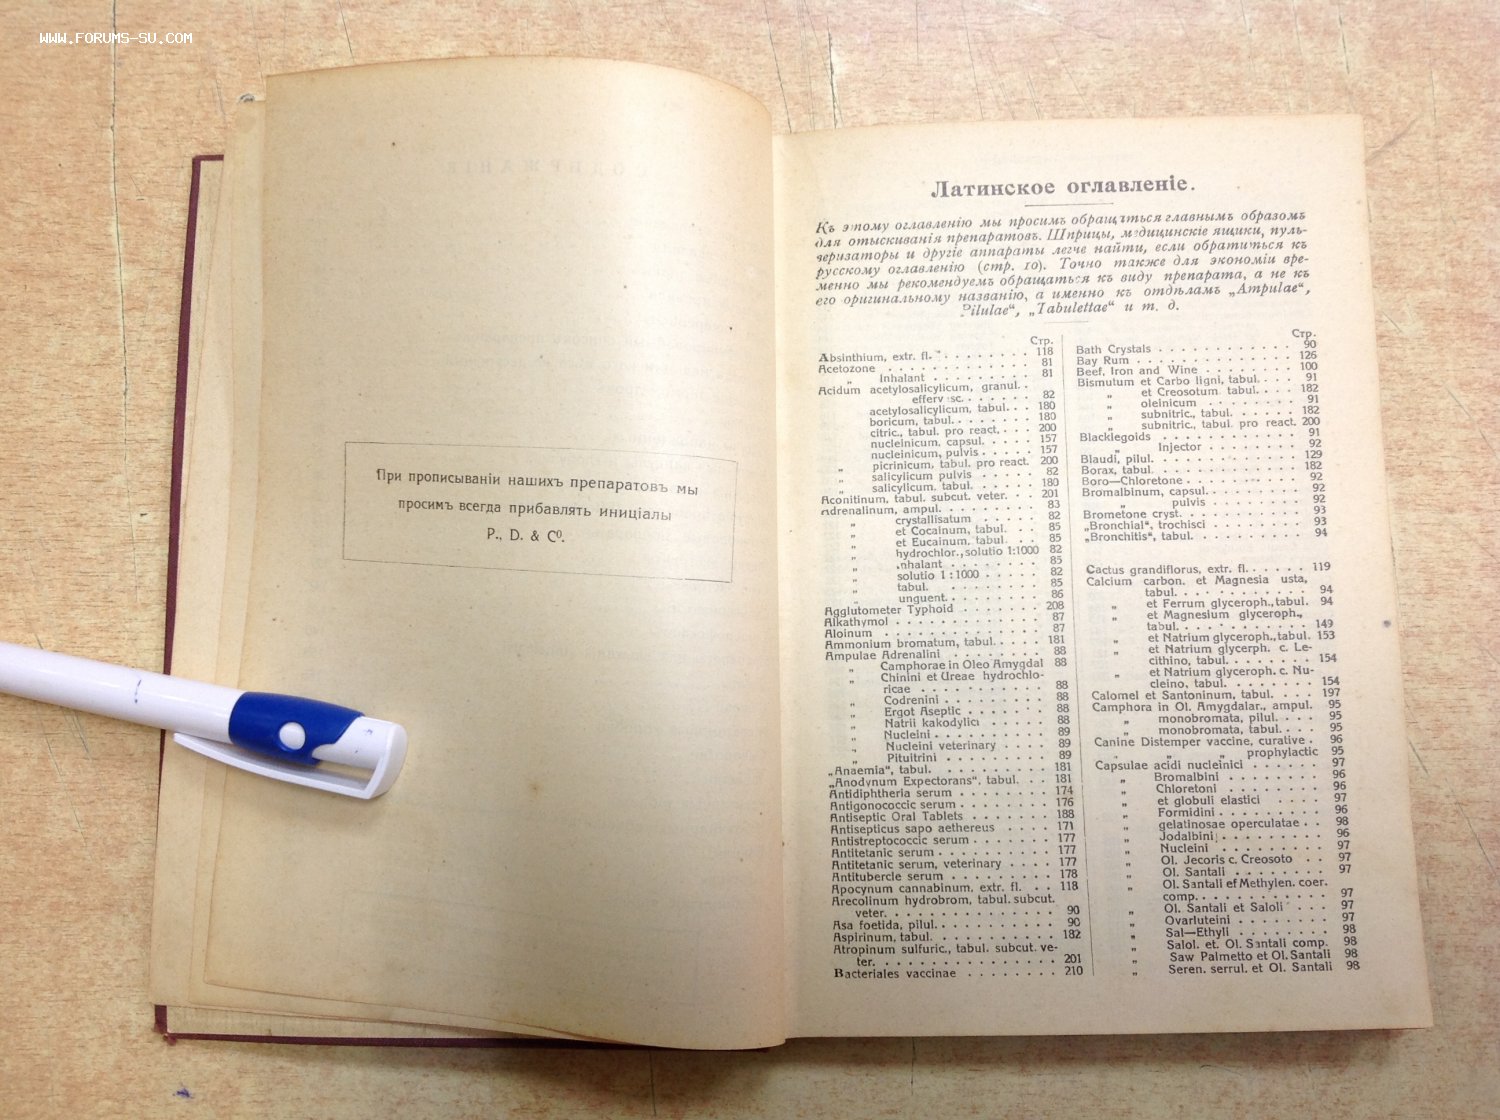 WWW.FORUMS-SU.COM
При прописываніи нашихъ препаратовъ мы
просимъ всегда прибавлять иниціалы
P., D. & C⁰.
Латинское оглавленіе.
Къ этому оглавленію мы просимъ обращаться главнымъ образомъ
для отыскиванія препаратовъ. Шприцы, медицинскіе ящики, пуль-
веризаторы и другіе аппараты легче найти, если обратиться къ
русскому оглавленію (стр. 10). Точно также для экономіи вре-
менно мы рекомендуемъ обращаться къ виду препарата, а не къ
его оригинальному названію, а именно къ отдѣламъ „Ampulae“,
Pilulae“, „Tabulettae“ и т. д.
Стр.
Absinthium, extr. fl. 118
Acetozone 81
„ Inhalant 81
Acidum acetylosalicylicum, granul.
effervesc. 82
acetylosalicylicum, tabul. 180
boricum, tabul. 180
citric., tabul. pro react. 200
nucleinicum, capsul. 157
nucleinicum, pulvis 157
„ picrinicum, tabul. pro react. 200
„ salicylicum pulvis 82
„ salicylicum, tabul. 180
Aconitinum, tabul. subcut. veter. 201
Adrenalinum, ampul. 83
„ crystallisatum 82
„ et Cocainum, tabul. 85
„ et Eucainum, tabul. 85
„ hydrochlor., solutio 1:1000 82
„ inhalant 85
„ solutio 1 : 1000 82
„ tabul. 85
„ unguent. 86
Agglutometer Typhoid 208
Alkathymol 87
Aloinum 87
Ammonium bromatum, tabul. 181
Ampulae Adrenalini 88
„ Camphorae in Oleo Amygdal 88
„ Chinini et Ureae hydrochlo-
ricae 88
„ Codrenini 88
„ Ergot Aseptic 88
„ Natrii kakodylici 88
„ Nucleini 89
„ Nucleini veterinary 89
„ Pituitrini 89
„Anaemia“, tabul. 181
„Anodynum Expectorans“, tabul. 181
Antidiphtheria serum 174
Antigonococcic serum 176
Antiseptic Oral Tablets 188
Antisepticus sapo aethereus 171
Antistreptococcic serum 177
Antitetanic serum 177
Antitetanic serum, veterinary 177
Antitubercle serum 178
Apocynum cannabinum, extr. fl. 118
Arecolinum hydrobrom, tabul. subcut.
veter. 90
Asa foetida, pilul. 90
Aspirinum, tabul. 182
Atropinum sulfuric., tabul. subcut. ve-
ter. 201
Bacteriales vaccinae 210
Стр.
Bath Crystals 90
Bay Rum 126
Beef, Iron and Wine 100
Bismutum et Carbo ligni, tabul. 91
„ et Creosotum tabul. 182
„ oleinicum 91
„ subnitric., tabul. 182
„ subnitric., tabul. pro react. 200
Blacklegoids 91
„ Injector 92
Blaudi, pilul. 129
Borax, tabul. 182
Boro—Chloretone 92
Bromalbinum, capsul. 92
„ pulvis 92
Brometone cryst. 93
„Bronchial“, trochisci 93
„Bronchitis“, tabul. 94
Cactus grandiflorus, extr. fl. 119
Calcium carbon. et Magnesia usta,
tabul. 94
„ et Ferrum glyceroph., tabul. 94
„ et Magnesium glyceroph.,
tabul. 149
„ et Natrium glyceroph., tabul. 153
„ et Natrium glycerph. c. Le-
cithino, tabul. 154
„ et Natrium glyceroph. c. Nu-
cleino, tabul. 154
Calomel et Santoninum, tabul. 197
Camphora in Ol. Amygdalar., ampul. 95
„ monobromata, pilul. 95
„ monobromata, tabul. 95
Canine Distemper vaccine, curative 96
„ „ „ prophylactic 95
Capsulae acidi nucleinici 97
„ Bromalbini 96
„ Chloretoni 96
„ et globuli elastici 97
„ Formidini 96
„ gelatinosae operculatae 98
„ Jodalbini 96
„ Nucleini 97
„ Ol. Jecoris c. Creosoto 97
„ Ol. Santali 97
„ Ol. Santali et Methylen. coer.
comp. 97
„ Ol. Santali et Saloli 97
„ Ovarluteini 97
„ Sal—Ethyli 98
„ Salol. et. Ol. Santali comp. 98
„ Saw Palmetto et Ol. Santali 98
„ Seren. serrul. et Ol. Santali 98